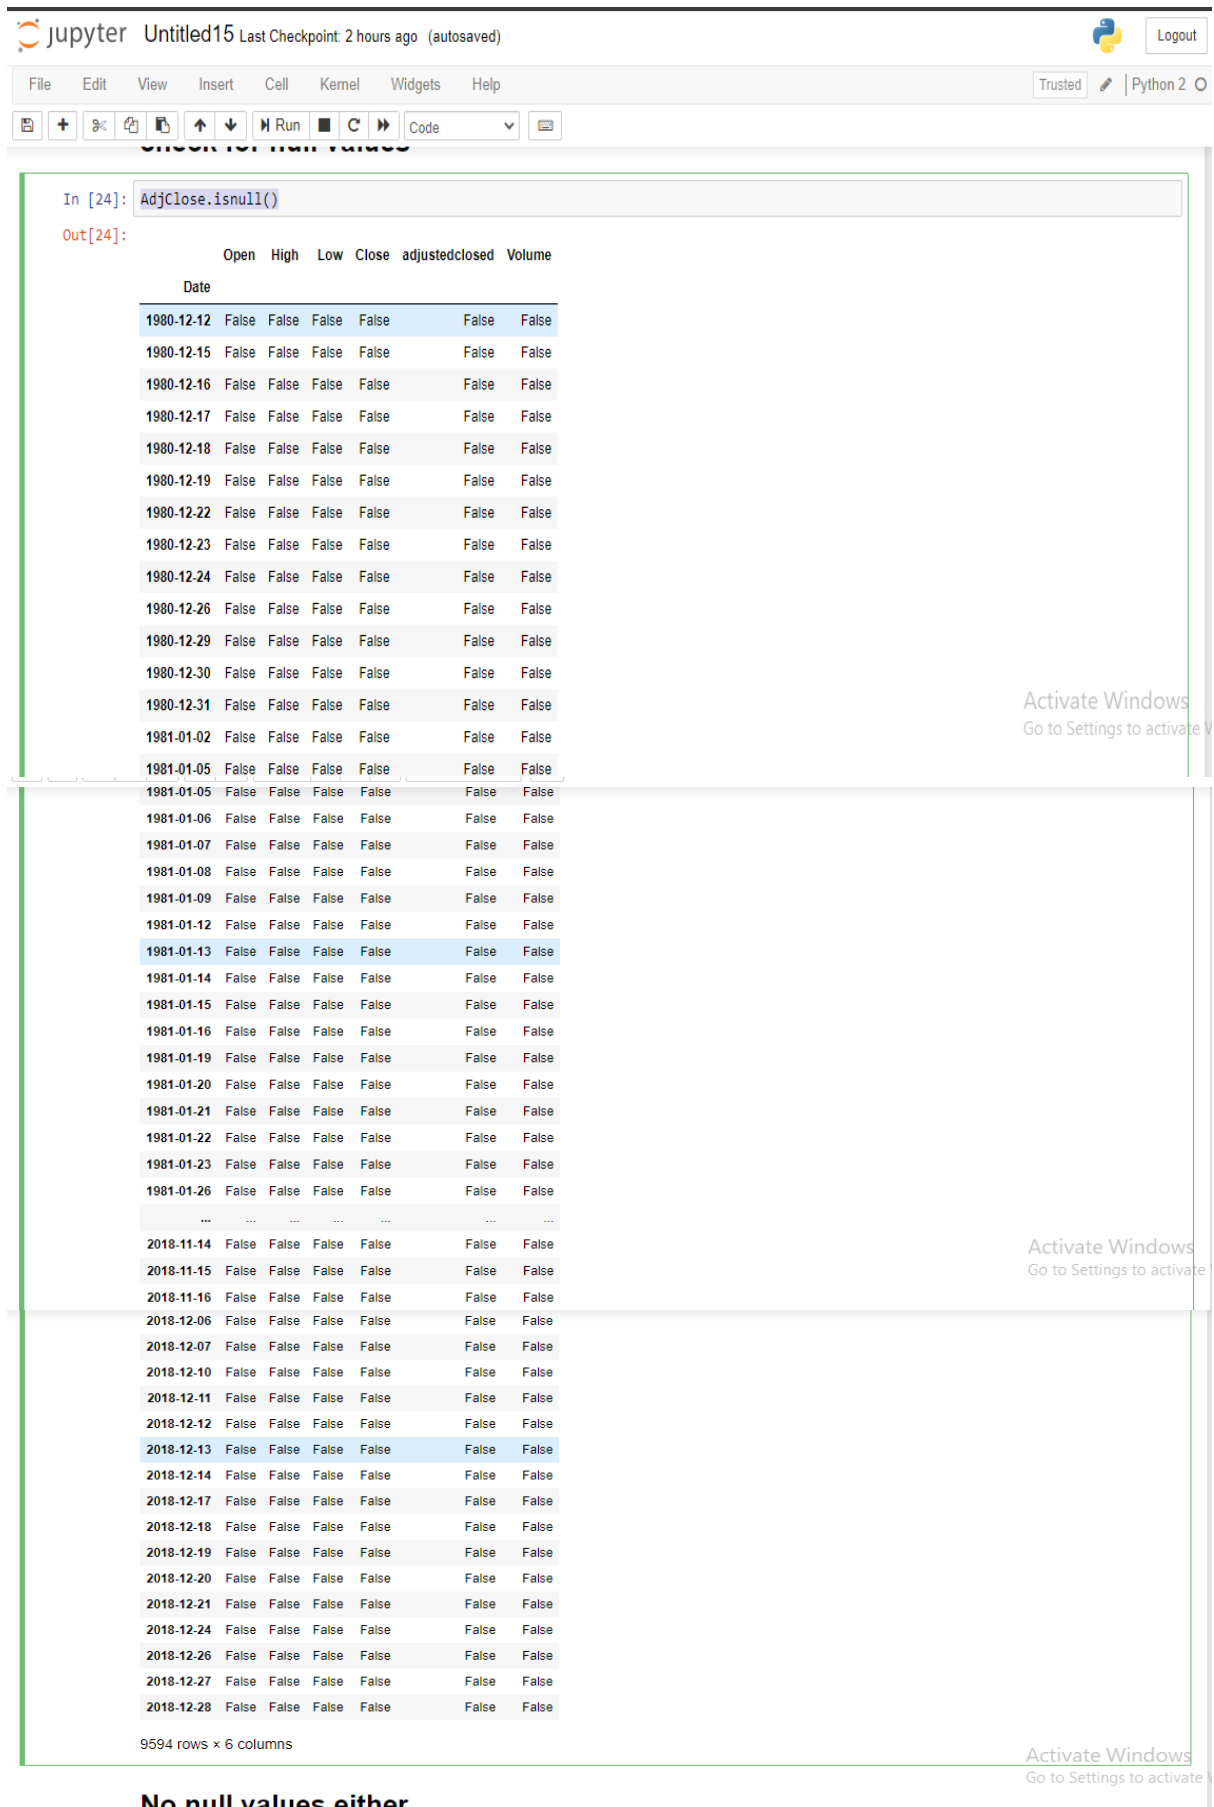 jupyter Untitled15 Last Checkpoint: 2 hours ago (autosaved) Logout
File Edit View Insert Cell Kernel Widgets Help Trusted Python 2
Run Code
check for null values
In [24]: AdjClose.isnull()
Out[24]:
Open High Low Close adjustedclosed Volume
Date
1980-12-12 False False False False False False
1980-12-15 False False False False False False
1980-12-16 False False False False False False
1980-12-17 False False False False False False
1980-12-18 False False False False False False
1980-12-19 False False False False False False
1980-12-22 False False False False False False
1980-12-23 False False False False False False
1980-12-24 False False False False False False
1980-12-26 False False False False False False
1980-12-29 False False False False False False
1980-12-30 False False False False False False
1980-12-31 False False False False False False
Activate Windows
1981-01-02 False False False False False False
Go to Settings to activate W
1981-01-05 False False False False False False
1981-01-05 False False False False False False
1981-01-06 False False False False False False
1981-01-07 False False False False False False
1981-01-08 False False False False False False
1981-01-09 False False False False False False
1981-01-12 False False False False False False
1981-01-13 False False False False False False
1981-01-14 False False False False False False
1981-01-15 False False False False False False
1981-01-16 False False False False False False
1981-01-19 False False False False False False
1981-01-20 False False False False False False
1981-01-21 False False False False False False
1981-01-22 False False False False False False
1981-01-23 False False False False False False
1981-01-26 False False False False False False
... ... ... ... ... ... ...
2018-11-14 False False False False False False
Activate Windows
2018-11-15 False False False False False False
Go to Settings to activate
2018-11-16 False False False False False False
2018-12-06 False False False False False False
2018-12-07 False False False False False False
2018-12-10 False False False False False False
2018-12-11 False False False False False False
2018-12-12 False False False False False False
2018-12-13 False False False False False False
2018-12-14 False False False False False False
2018-12-17 False False False False False False
2018-12-18 False False False False False False
2018-12-19 False False False False False False
2018-12-20 False False False False False False
2018-12-21 False False False False False False
2018-12-24 False False False False False False
2018-12-26 False False False False False False
2018-12-27 False False False False False False
2018-12-28 False False False False False False
9594 rows × 6 columns
Activate Windows
Go to Settings to activate
No null values either